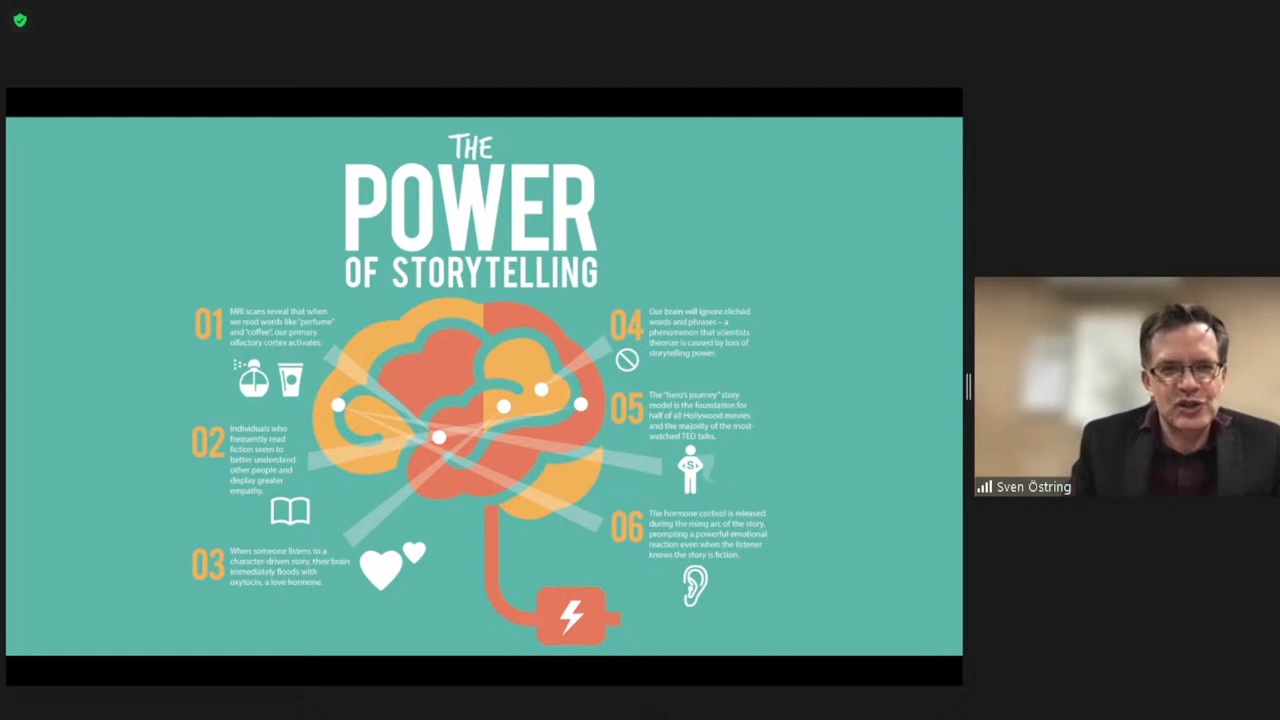 THE
POWER
OF STORYTELLING
01
MRI scans reveal that when
we read words like "perfume"
and "coffee", our primary
olfactory cortex activates.
02
Individuals who
frequently read
fiction seem to
better understand
other people and
display greater
empathy.
03
When someone listens to a
character-driven story, their brain
immediately floods with
oxytocin, a love hormone.
04
Our brain will ignore cliched
words and phrases – a
phenomenon that scientists
theorize is caused by loss of
storytelling power.
05
The "hero's journey" story
model is the foundation for
half of all Hollywood movies
and the majority of the most-
watched TED talks.
S
06
The hormone cortisol is released
during the rising arc of the story,
prompting a powerful emotional
reaction even when the listener
knows the story is fiction.
Sven Östring